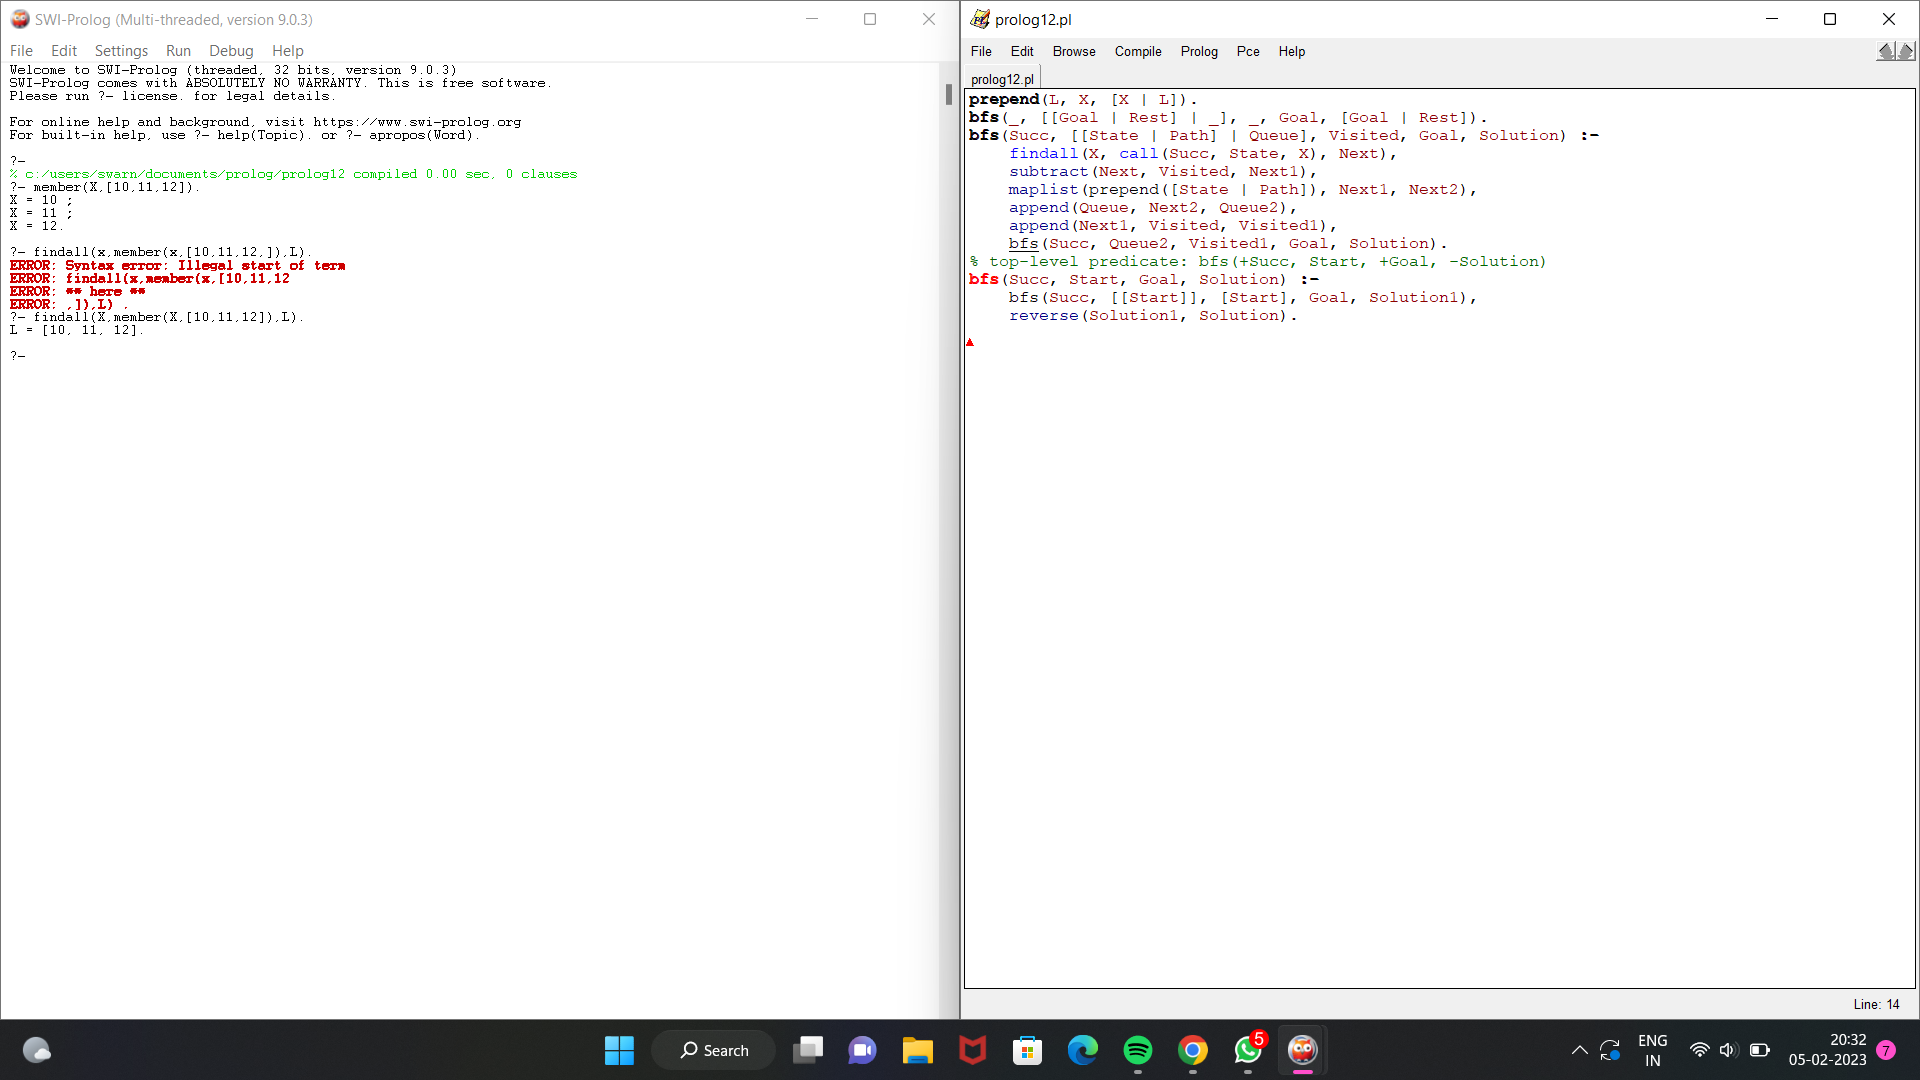 SWI-Prolog (Multi-threaded, version 9.0.3)
File Edit Settings Run Debug Help
Welcome to SWI-Prolog (threaded, 32 bits, version 9.0.3)
SWI-Prolog comes with ABSOLUTELY NO WARRANTY. This is free software.
Please run ?- license. for legal details.
For online help and background, visit https://www.swi-prolog.org
For built-in help, use ?- help(Topic). or ?- apropos(Word).
?-
% c:/users/swarn/documents/prolog/prolog12 compiled 0.00 sec, 0 clauses
?- member(X,[10,11,12]).
X = 10 ;
X = 11 ;
X = 12.
?- findall(x,member(x,[10,11,12,]),L).
ERROR: Syntax error: Illegal start of term
ERROR: findall(x,member(x,[10,11,12
ERROR: ** here **
ERROR: ,]),L) .
?- findall(X,member(X,[10,11,12]),L).
L = [10, 11, 12].
?-
prolog12.pl
File Edit Browse Compile Prolog Pce Help
prolog12.pl
prepend(L, X, [X | L]).
bfs(_, [[Goal | Rest] | _], _, Goal, [Goal | Rest]).
bfs(Succ, [[State | Path] | Queue], Visited, Goal, Solution) :-
    findall(X, call(Succ, State, X), Next),
    subtract(Next, Visited, Next1),
    maplist(prepend([State | Path]), Next1, Next2),
    append(Queue, Next2, Queue2),
    append(Next1, Visited, Visited1),
    bfs(Succ, Queue2, Visited1, Goal, Solution).
% top-level predicate: bfs(+Succ, Start, +Goal, -Solution)
bfs(Succ, Start, Goal, Solution) :-
    bfs(Succ, [[Start]], [Start], Goal, Solution1),
    reverse(Solution1, Solution).
Line: 14
Search
5
ENG
IN
20:32
05-02-2023
7